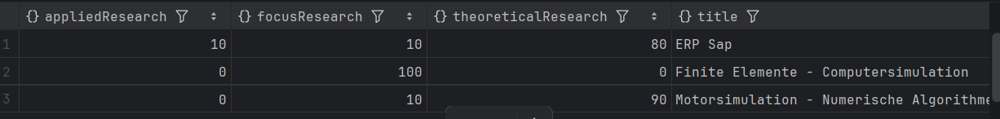 {} appliedResearch {} focusResearch {} theoreticalResearch {} title
1 10 10 80 ERP Sap
2 0 100 0 Finite Elemente - Computersimulation
3 0 10 90 Motorsimulation - Numerische